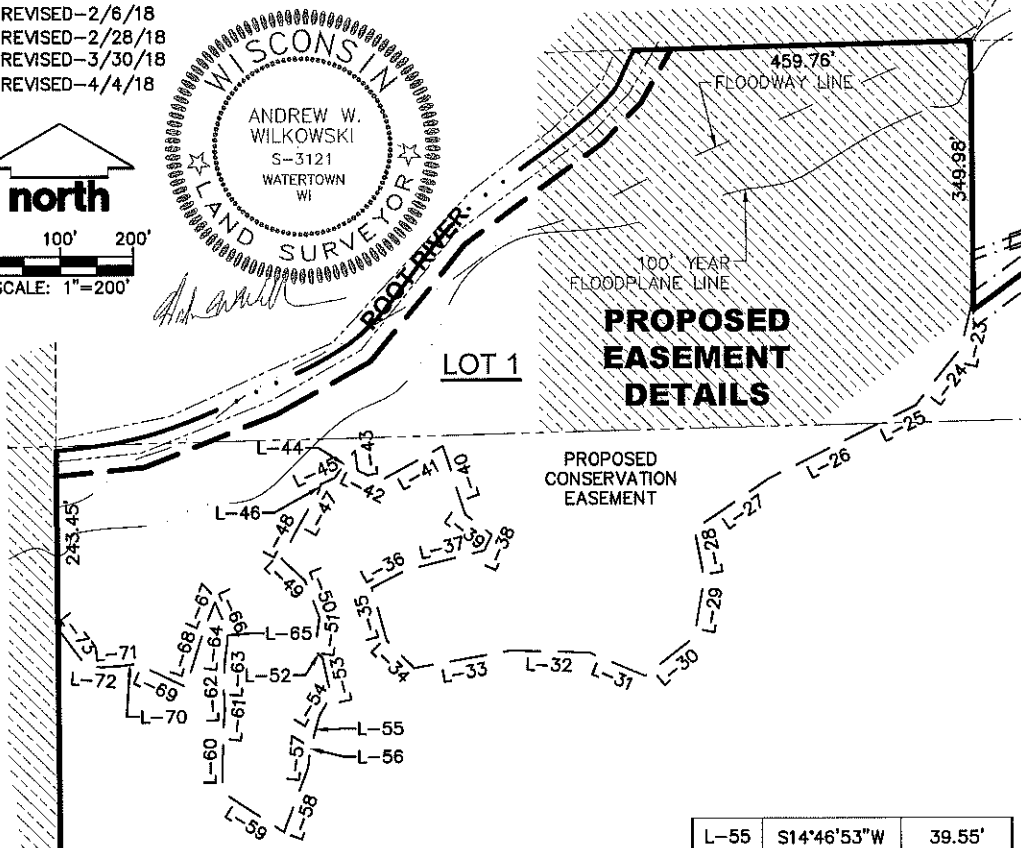 REVISED-2/6/18
REVISED-2/28/18
REVISED-3/30/18
REVISED-4/4/18
WISCONSIN
ANDREW W.
WILKOWSKI
S-3121
WATERTOWN
WI
LAND SURVEYOR
north
100' 200'
SCALE: 1"=200'
459.76'
FLOODWAY LINE
349.98'
ROOT RIVER
100' YEAR
FLOODPLANE LINE
LOT 1
PROPOSED
EASEMENT
DETAILS
PROPOSED
CONSERVATION
EASEMENT
243.45'
L-23
L-24
L-25
L-26
L-27
L-28
L-29
L-30
L-31
L-32
L-33
L-34
L-35
L-36
L-37
L-38
L-39
L-40
L-41
L-42
L-43
L-44
L-45
L-46
L-47
L-48
L-49
L-50
L-51
L-52
L-53
L-54
L-55
L-56
L-57
L-58
L-59
L-60
L-61
L-62
L-63
L-64
L-65
L-66
L-67
L-68
L-69
L-70
L-71
L-72
L-73
L-55 S14°46'53"W 39.55'